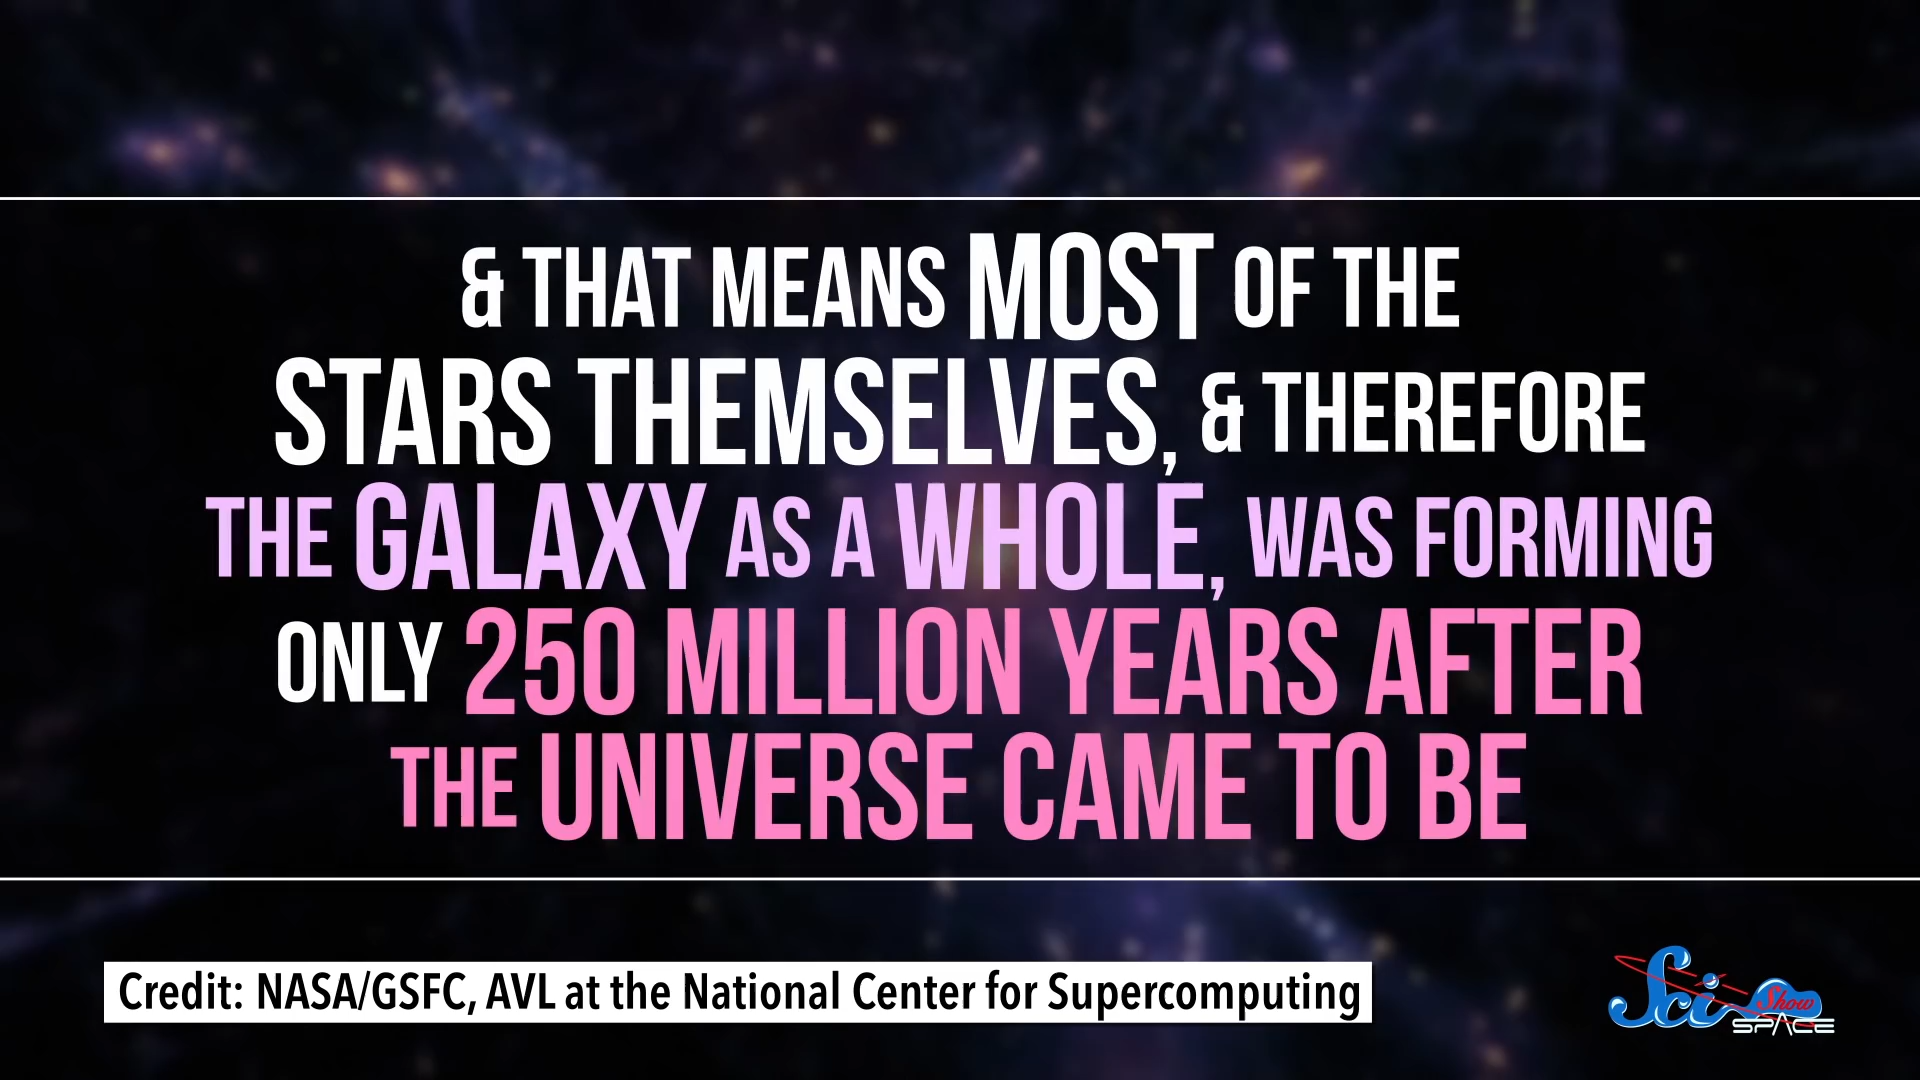 & THAT MEANS MOST OF THE
STARS THEMSELVES, & THEREFORE
THE GALAXY AS A WHOLE, WAS FORMING
ONLY 250 MILLION YEARS AFTER
THE UNIVERSE CAME TO BE
Credit: NASA/GSFC, AVL at the National Center for Supercomputing
Sci Show
SPACE